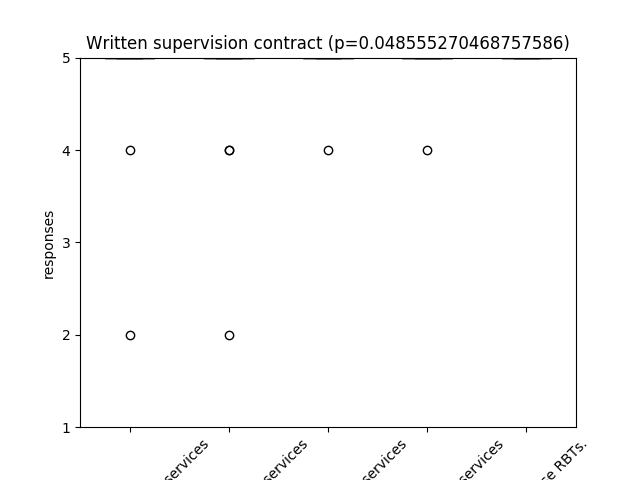 Written supervision contract (p=0.048555270468757586)
responses
5
4
3
2
1
services
services
services
services
RBTs.